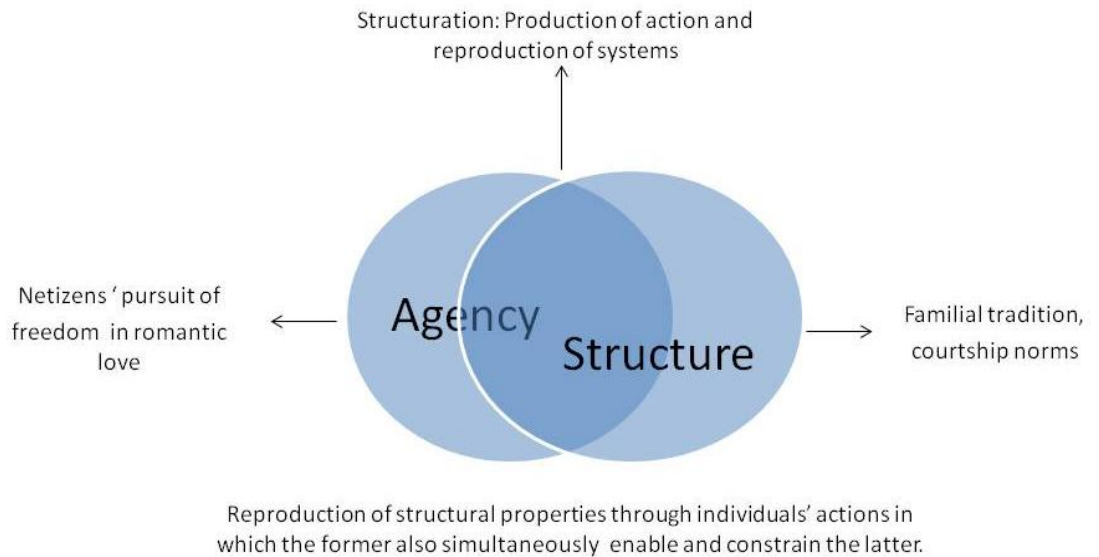 Structuration: Production of action and
reproduction of systems
Netizens ‘ pursuit of
freedom in romantic
love
Agency
Structure
Familial tradition,
courtship norms
Reproduction of structural properties through individuals’ actions in
which the former also simultaneously enable and constrain the latter.